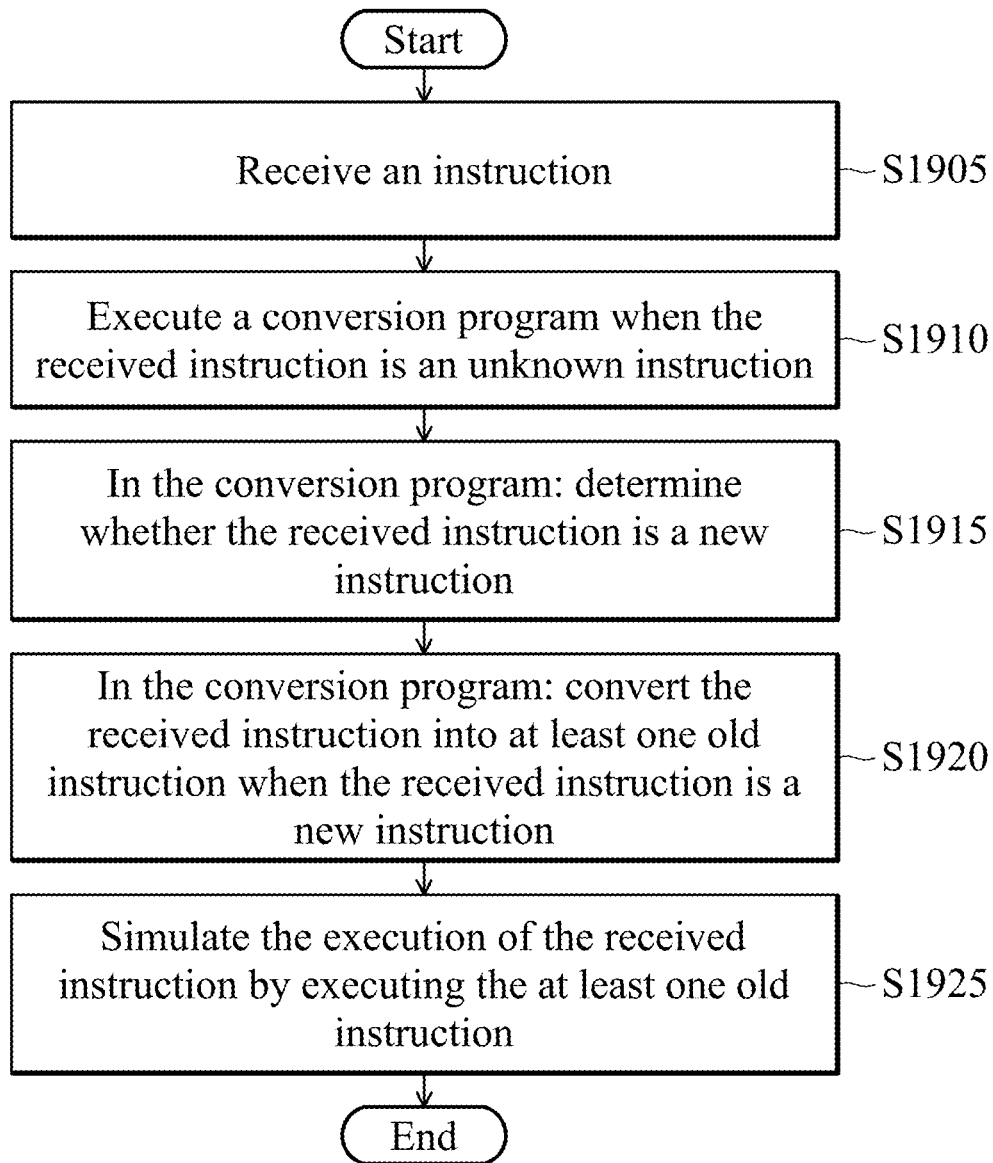 Start
Receive an instruction
S1905
Execute a conversion program when the
received instruction is an unknown instruction
S1910
In the conversion program: determine
whether the received instruction is a new
instruction
S1915
In the conversion program: convert the
received instruction into at least one old
instruction when the received instruction is a
new instruction
S1920
Simulate the execution of the received
instruction by executing the at least one old
instruction
S1925
End